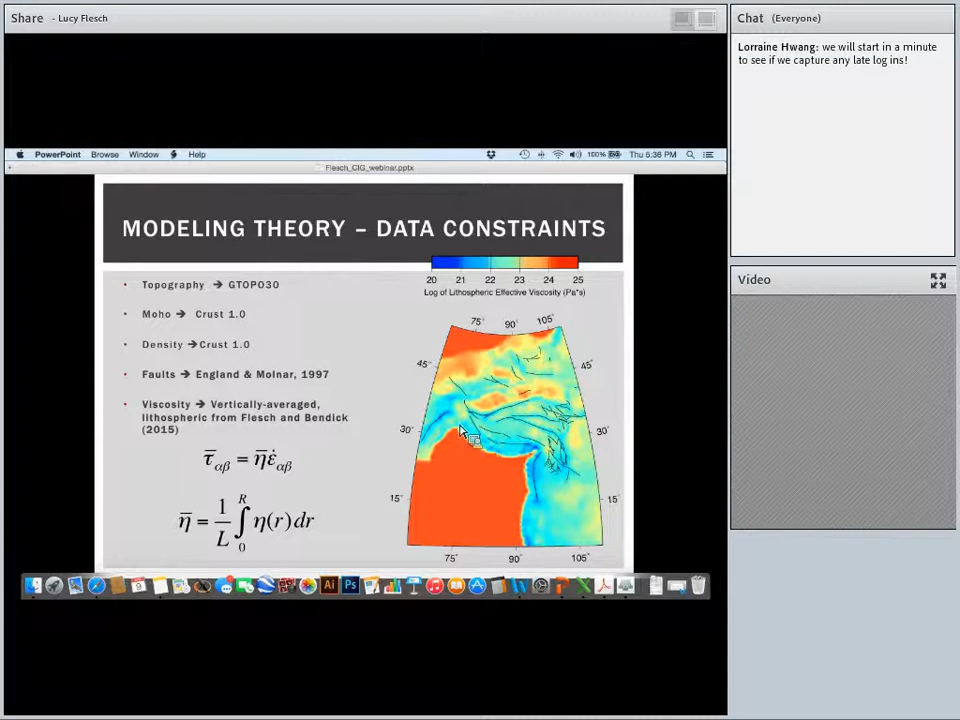 Share - Lucy Flesch
Chat (Everyone)
Lorraine Hwang: we will start in a minute
to see if we capture any late log ins!
Video
PowerPoint Browse Window Help
100% Thu 5:36 PM
Flesch_CIG_webinar.pptx
MODELING THEORY – DATA CONSTRAINTS
• Topography → GTOPO30
• Moho → Crust 1.0
• Density →Crust 1.0
• Faults → England & Molnar, 1997
• Viscosity → Vertically-averaged,
lithospheric from Flesch and Bendick
(2015)
τ̄αβ = η̄ε̇αβ
η̄ = 1/L ∫₀ᴿ η(r)dr
20 21 22 23 24 25
Log of Lithospheric Effective Viscosity (Pa*s)
75° 90° 105°
45° 45°
30° 30°
15° 15°
75° 90° 105°
9
Ai Ps